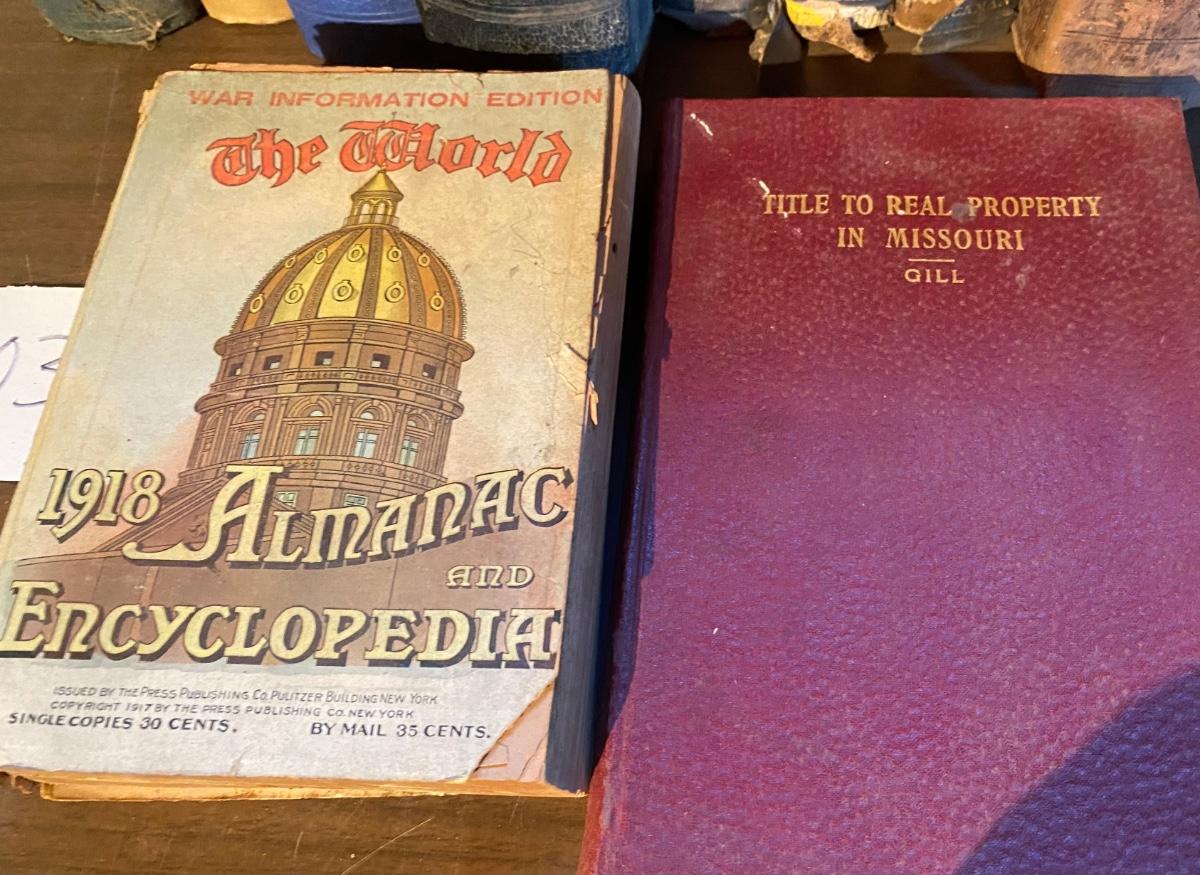 WAR INFORMATION EDITION
The World
1918 ALMANAC
AND
ENCYCLOPEDIA
ISSUED BY THE PRESS PUBLISHING CO. PULITZER BUILDING NEW YORK
COPYRIGHT 1917 BY THE PRESS PUBLISHING CO. NEW YORK
SINGLE COPIES 30 CENTS. BY MAIL 35 CENTS.
TITLE TO REAL PROPERTY
IN MISSOURI
GILL